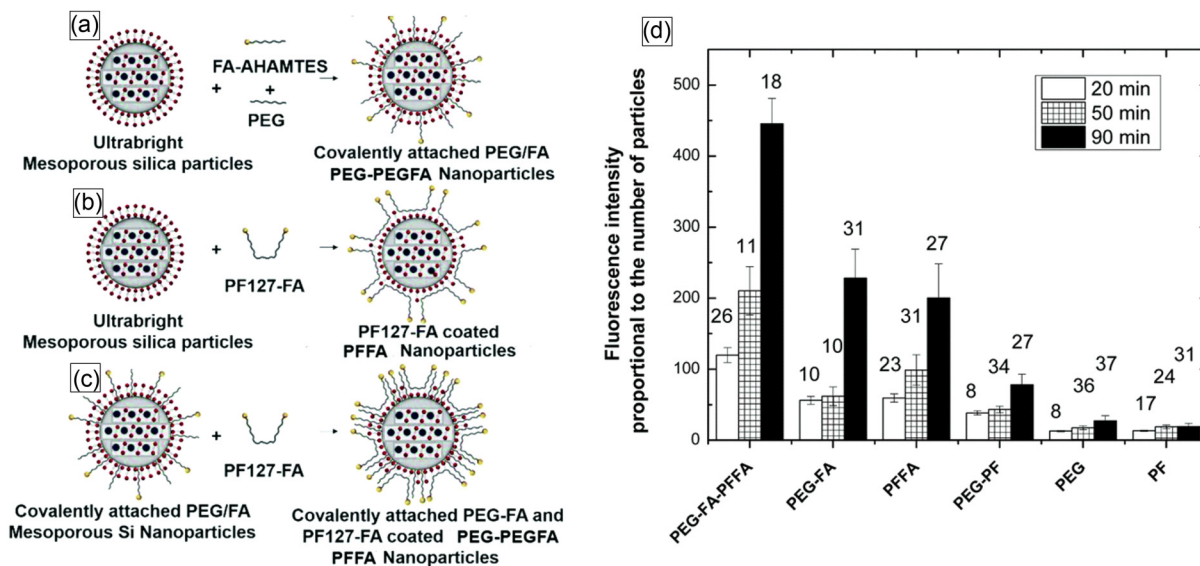 (a)
FA-AHAMTES
+
+
PEG
Ultrabright
Mesoporous silica particles
Covalently attached PEG/FA
PEG-PEGFA Nanoparticles
(b)
+
PF127-FA
Ultrabright
Mesoporous silica particles
PF127-FA coated
PFFA Nanoparticles
(c)
+
PF127-FA
Covalently attached PEG/FA
Mesoporous Si Nanoparticles
Covalently attached PEG-FA and
PF127-FA coated PEG-PEGFA
PFFA Nanoparticles
(d)
Fluorescence intensity
proportional to the number of particles
500
400
300
200
100
0
20 min
50 min
90 min
26
11
18
10
10
31
23
31
27
8
34
27
8
36
37
17
24
31
PEG-FA-PFFA
PEG-FA
PFFA
PEG-PF
PEG
PF